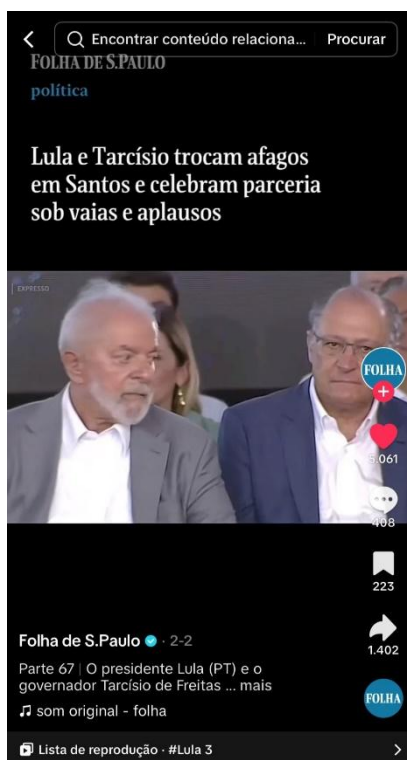 Encontrar conteúdo relaciona... Procurar
FOLHA DE S.PAULO
política
Lula e Tarcísio trocam afagos
em Santos e celebram parceria
sob vaias e aplausos
EXPRESSO
FOLHA
5.061
408
223
1.402
Folha de S.Paulo · 2-2
Parte 67 | O presidente Lula (PT) e o
governador Tarcísio de Freitas ... mais
FOLHA
som original - folha
Lista de reprodução · #Lula 3